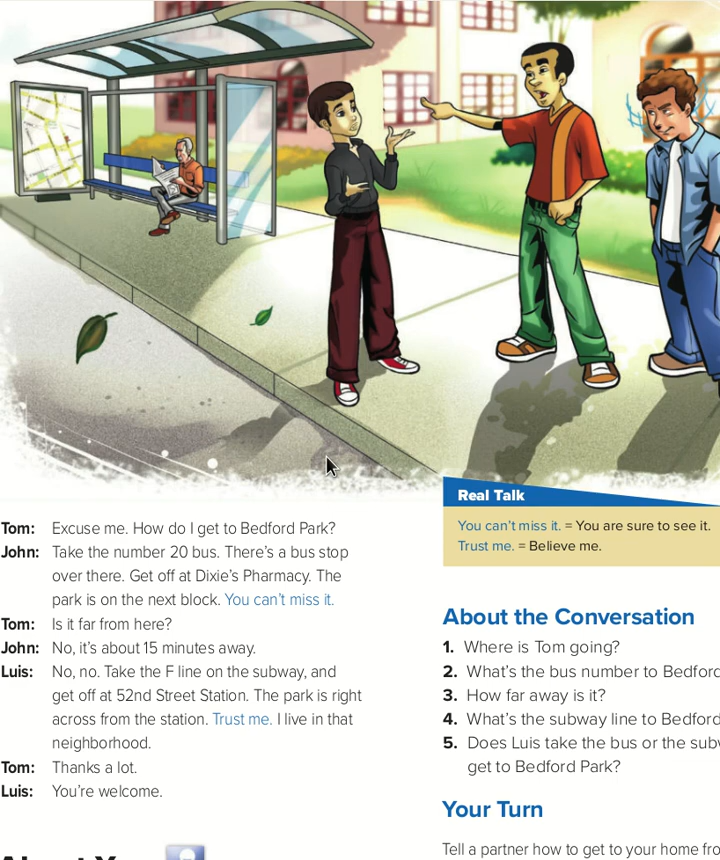 Tom: Excuse me. How do I get to Bedford Park?
John: Take the number 20 bus. There's a bus stop
over there. Get off at Dixie's Pharmacy. The
park is on the next block. You can't miss it.
Tom: Is it far from here?
John: No, it's about 15 minutes away.
Luis: No, no. Take the F line on the subway, and
get off at 52nd Street Station. The park is right
across from the station. Trust me. I live in that
neighborhood.
Tom: Thanks a lot.
Luis: You're welcome.
Real Talk
You can't miss it. = You are sure to see it.
Trust me. = Believe me.
About the Conversation
1. Where is Tom going?
2. What's the bus number to Bedford
3. How far away is it?
4. What's the subway line to Bedford
5. Does Luis take the bus or the
get to Bedford Park?
Your Turn
Tell a partner how to get to your home